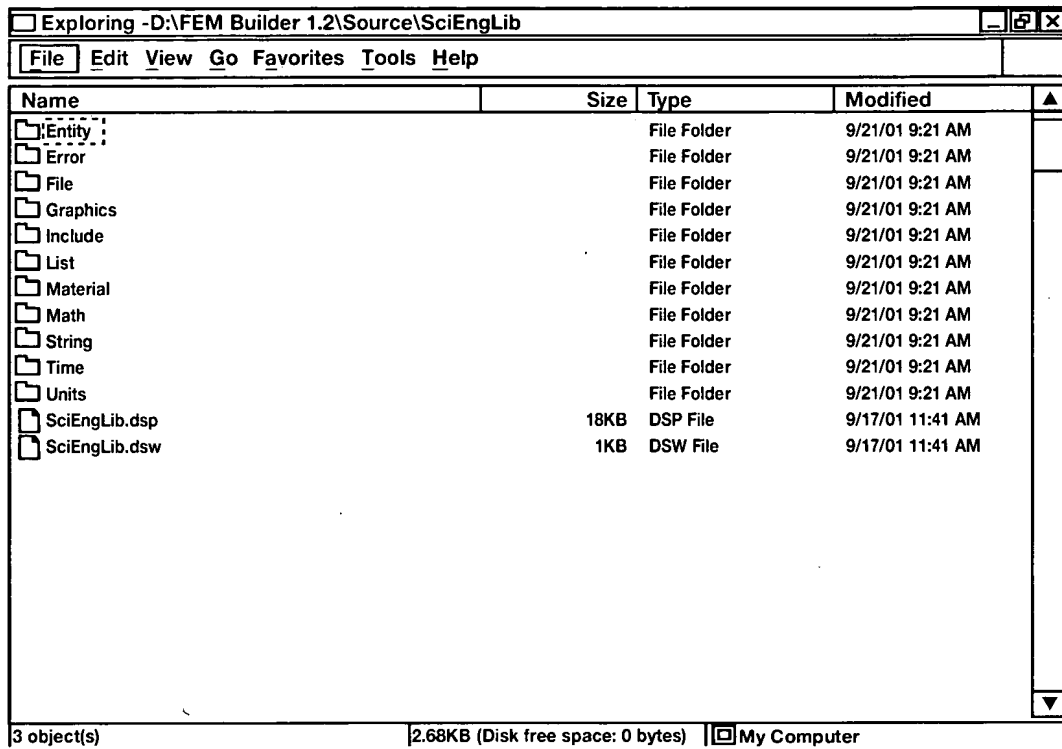 Exploring -D:\FEM Builder 1.2\Source\SciEngLib
File Edit View Go Favorites Tools Help
Name Size Type Modified
Entity File Folder 9/21/01 9:21 AM
Error File Folder 9/21/01 9:21 AM
File File Folder 9/21/01 9:21 AM
Graphics File Folder 9/21/01 9:21 AM
Include File Folder 9/21/01 9:21 AM
List File Folder 9/21/01 9:21 AM
Material File Folder 9/21/01 9:21 AM
Math File Folder 9/21/01 9:21 AM
String File Folder 9/21/01 9:21 AM
Time File Folder 9/21/01 9:21 AM
Units File Folder 9/21/01 9:21 AM
SciEngLib.dsp 18KB DSP File 9/17/01 11:41 AM
SciEngLib.dsw 1KB DSW File 9/17/01 11:41 AM
3 object(s) 2.68KB (Disk free space: 0 bytes) My Computer